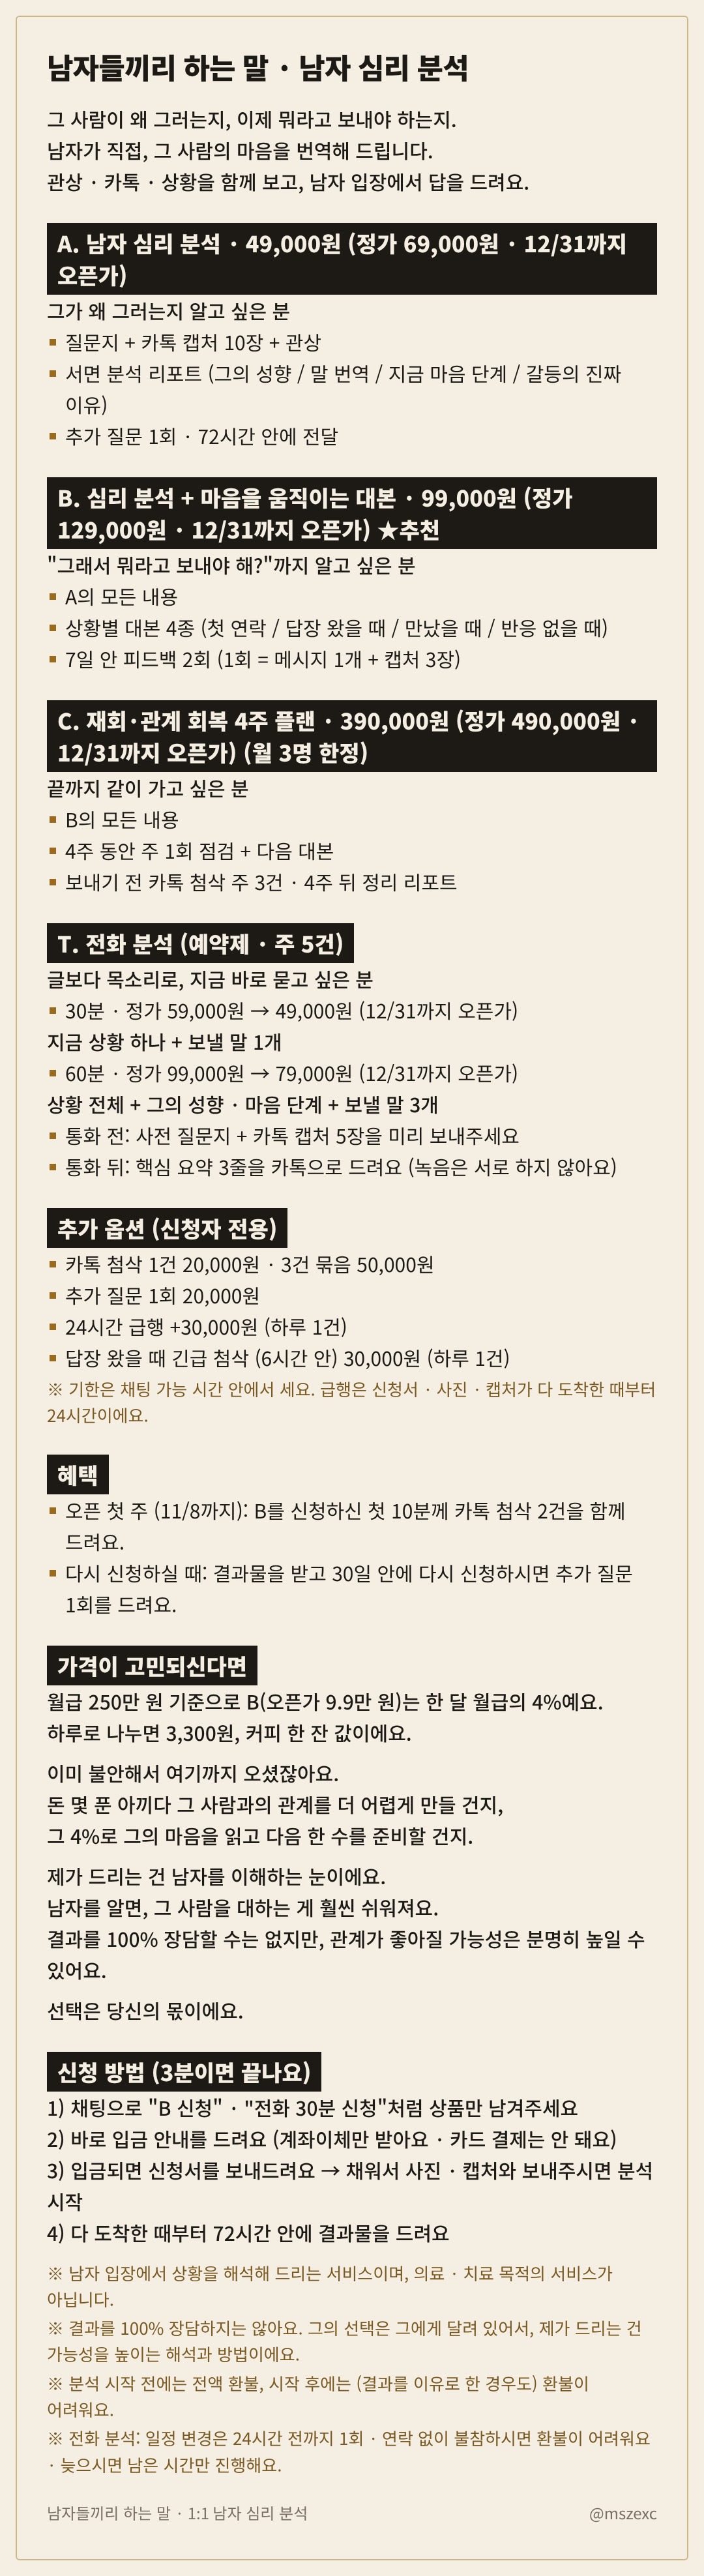 남자들끼리 하는 말 · 남자 심리 분석
그 사람이 왜 그러는지, 이제 뭐라고 보내야 하는지.
남자가 직접, 그 사람의 마음을 번역해 드립니다.
관상 · 카톡 · 상황을 함께 보고, 남자 입장에서 답을 드려요.
A. 남자 심리 분석 · 49,000원 (정가 69,000원 · 12/31까지
오픈가)
그가 왜 그러는지 알고 싶은 분
▪ 질문지 + 카톡 캡처 10장 + 관상
▪ 서면 분석 리포트 (그의 성향 / 말 번역 / 지금 마음 단계 / 갈등의 진짜
이유)
▪ 추가 질문 1회 · 72시간 안에 전달
B. 심리 분석 + 마음을 움직이는 대본 · 99,000원 (정가
129,000원 · 12/31까지 오픈가) ★추천
"그래서 뭐라고 보내야 해?"까지 알고 싶은 분
▪ A의 모든 내용
▪ 상황별 대본 4종 (첫 연락 / 답장 왔을 때 / 만났을 때 / 반응 없을 때)
▪ 7일 안 피드백 2회 (1회 = 메시지 1개 + 캡처 3장)
C. 재회·관계 회복 4주 플랜 · 390,000원 (정가 490,000원 ·
12/31까지 오픈가) (월 3명 한정)
끝까지 같이 가고 싶은 분
▪ B의 모든 내용
▪ 4주 동안 주 1회 점검 + 다음 대본
▪ 보내기 전 카톡 첨삭 주 3건 · 4주 뒤 정리 리포트
T. 전화 분석 (예약제 · 주 5건)
글보다 목소리로, 지금 바로 묻고 싶은 분
▪ 30분 · 정가 59,000원 → 49,000원 (12/31까지 오픈가)
지금 상황 하나 + 보낼 말 1개
▪ 60분 · 정가 99,000원 → 79,000원 (12/31까지 오픈가)
상황 전체 + 그의 성향 · 마음 단계 + 보낼 말 3개
▪ 통화 전: 사전 질문지 + 카톡 캡처 5장을 미리 보내주세요
▪ 통화 뒤: 핵심 요약 3줄을 카톡으로 드려요 (녹음은 서로 하지 않아요)
추가 옵션 (신청자 전용)
▪ 카톡 첨삭 1건 20,000원 · 3건 묶음 50,000원
▪ 추가 질문 1회 20,000원
▪ 24시간 급행 +30,000원 (하루 1건)
▪ 답장 왔을 때 긴급 첨삭 (6시간 안) 30,000원 (하루 1건)
※ 기한은 채팅 가능 시간 안에서 세요. 급행은 신청서 · 사진 · 캡처가 다 도착한 때부터
24시간이에요.
혜택
▪ 오픈 첫 주 (11/8까지): B를 신청하신 첫 10분께 카톡 첨삭 2건을 함께
드려요.
▪ 다시 신청하실 때: 결과물을 받고 30일 안에 다시 신청하시면 추가 질문
1회를 드려요.
가격이 고민되신다면
월급 250만 원 기준으로 B(오픈가 9.9만 원)는 한 달 월급의 4%예요.
하루로 나누면 3,300원, 커피 한 잔 값이에요.
이미 불안해서 여기까지 오셨잖아요.
돈 몇 푼 아끼다 그 사람과의 관계를 더 어렵게 만들 건지,
그 4%로 그의 마음을 읽고 다음 한 수를 준비할 건지.
제가 드리는 건 남자를 이해하는 눈이에요.
남자를 알면, 그 사람을 대하는 게 훨씬 쉬워져요.
결과를 100% 장담할 수는 없지만, 관계가 좋아질 가능성은 분명히 높일 수
있어요.
선택은 당신의 몫이에요.
신청 방법 (3분이면 끝나요)
1) 채팅으로 "B 신청" · "전화 30분 신청"처럼 상품만 남겨주세요
2) 바로 입금 안내를 드려요 (계좌이체만 받아요 · 카드 결제는 안 돼요)
3) 입금되면 신청서를 보내드려요 → 채워서 사진 · 캡처와 보내주시면 분석
시작
4) 다 도착한 때부터 72시간 안에 결과물을 드려요
※ 남자 입장에서 상황을 해석해 드리는 서비스이며, 의료 · 치료 목적의 서비스가
아닙니다.
※ 결과를 100% 장담하지는 않아요. 그의 선택은 그에게 달려 있어서, 제가 드리는 건
가능성을 높이는 해석과 방법이에요.
※ 분석 시작 전에는 전액 환불, 시작 후에는 (결과를 이유로 한 경우도) 환불이
어려워요.
※ 전화 분석: 일정 변경은 24시간 전까지 1회 · 연락 없이 불참하시면 환불이 어려워요
· 늦으시면 남은 시간만 진행해요.
남자들끼리 하는 말 · 1:1 남자 심리 분석
@mszexc